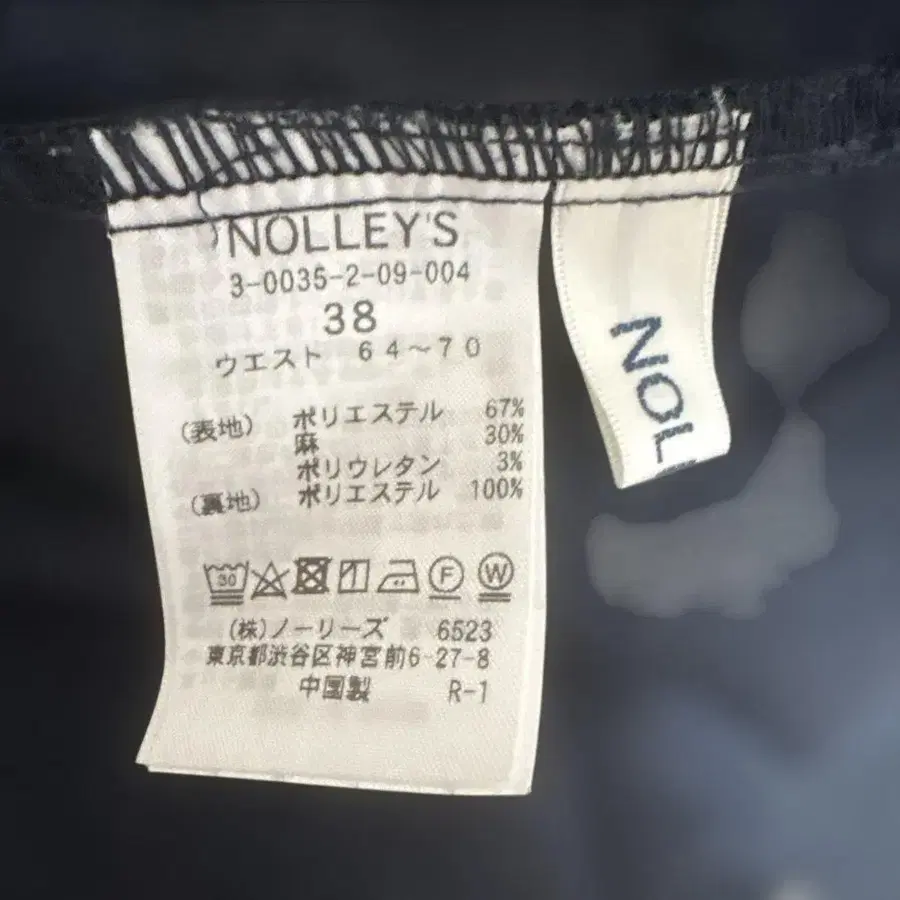 NOLLEY'S
3-0035-2-09-004
38
ウエスト 64~70
(表地) ポリエステル 67%
麻 30%
ポリウレタン 3%
(裏地) ポリエステル 100%
30 F W
(株)ノーリーズ 6523
東京都渋谷区神宮前6-27-8
中国製 R-1
NOL